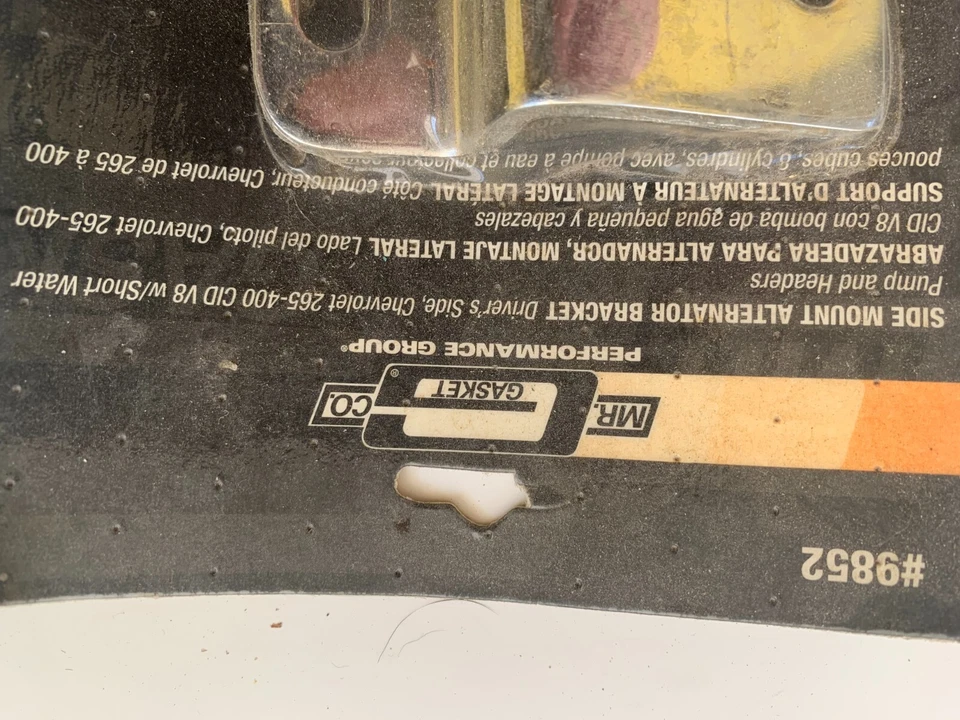 #9852
MR. GASKET CO.
PERFORMANCE GROUP®
SIDE MOUNT ALTERNATOR BRACKET Driver's Side, Chevrolet 265-400 CID V8 w/Short Water
Pump and Headers
ABRAZADERA PARA ALTERNADOR, MONTAJE LATERAL Lado del piloto, Chevrolet 265-400
CID V8 con bomba de agua pequeña y cabezales
SUPPORT D'ALTERNATEUR À MONTAGE LATÉRAL Côté conducteur, Chevrolet de 265 à 400
pouces cubes, 8 cylindres, avec pompe à eau et